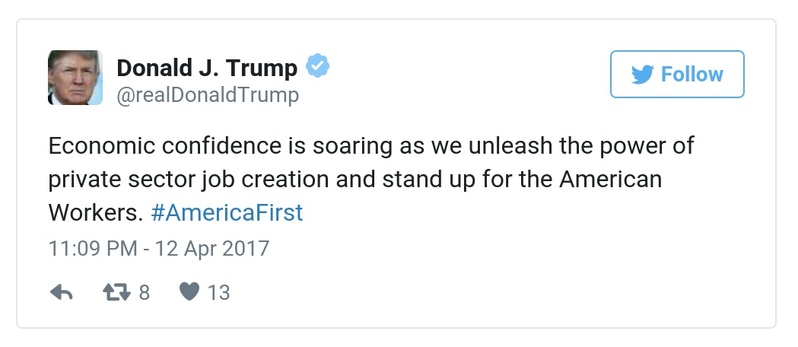 Donald J. Trump
@realDonaldTrump
Follow
Economic confidence is soaring as we unleash the power of
private sector job creation and stand up for the American
Workers. #AmericaFirst
11:09 PM - 12 Apr 2017
8 13